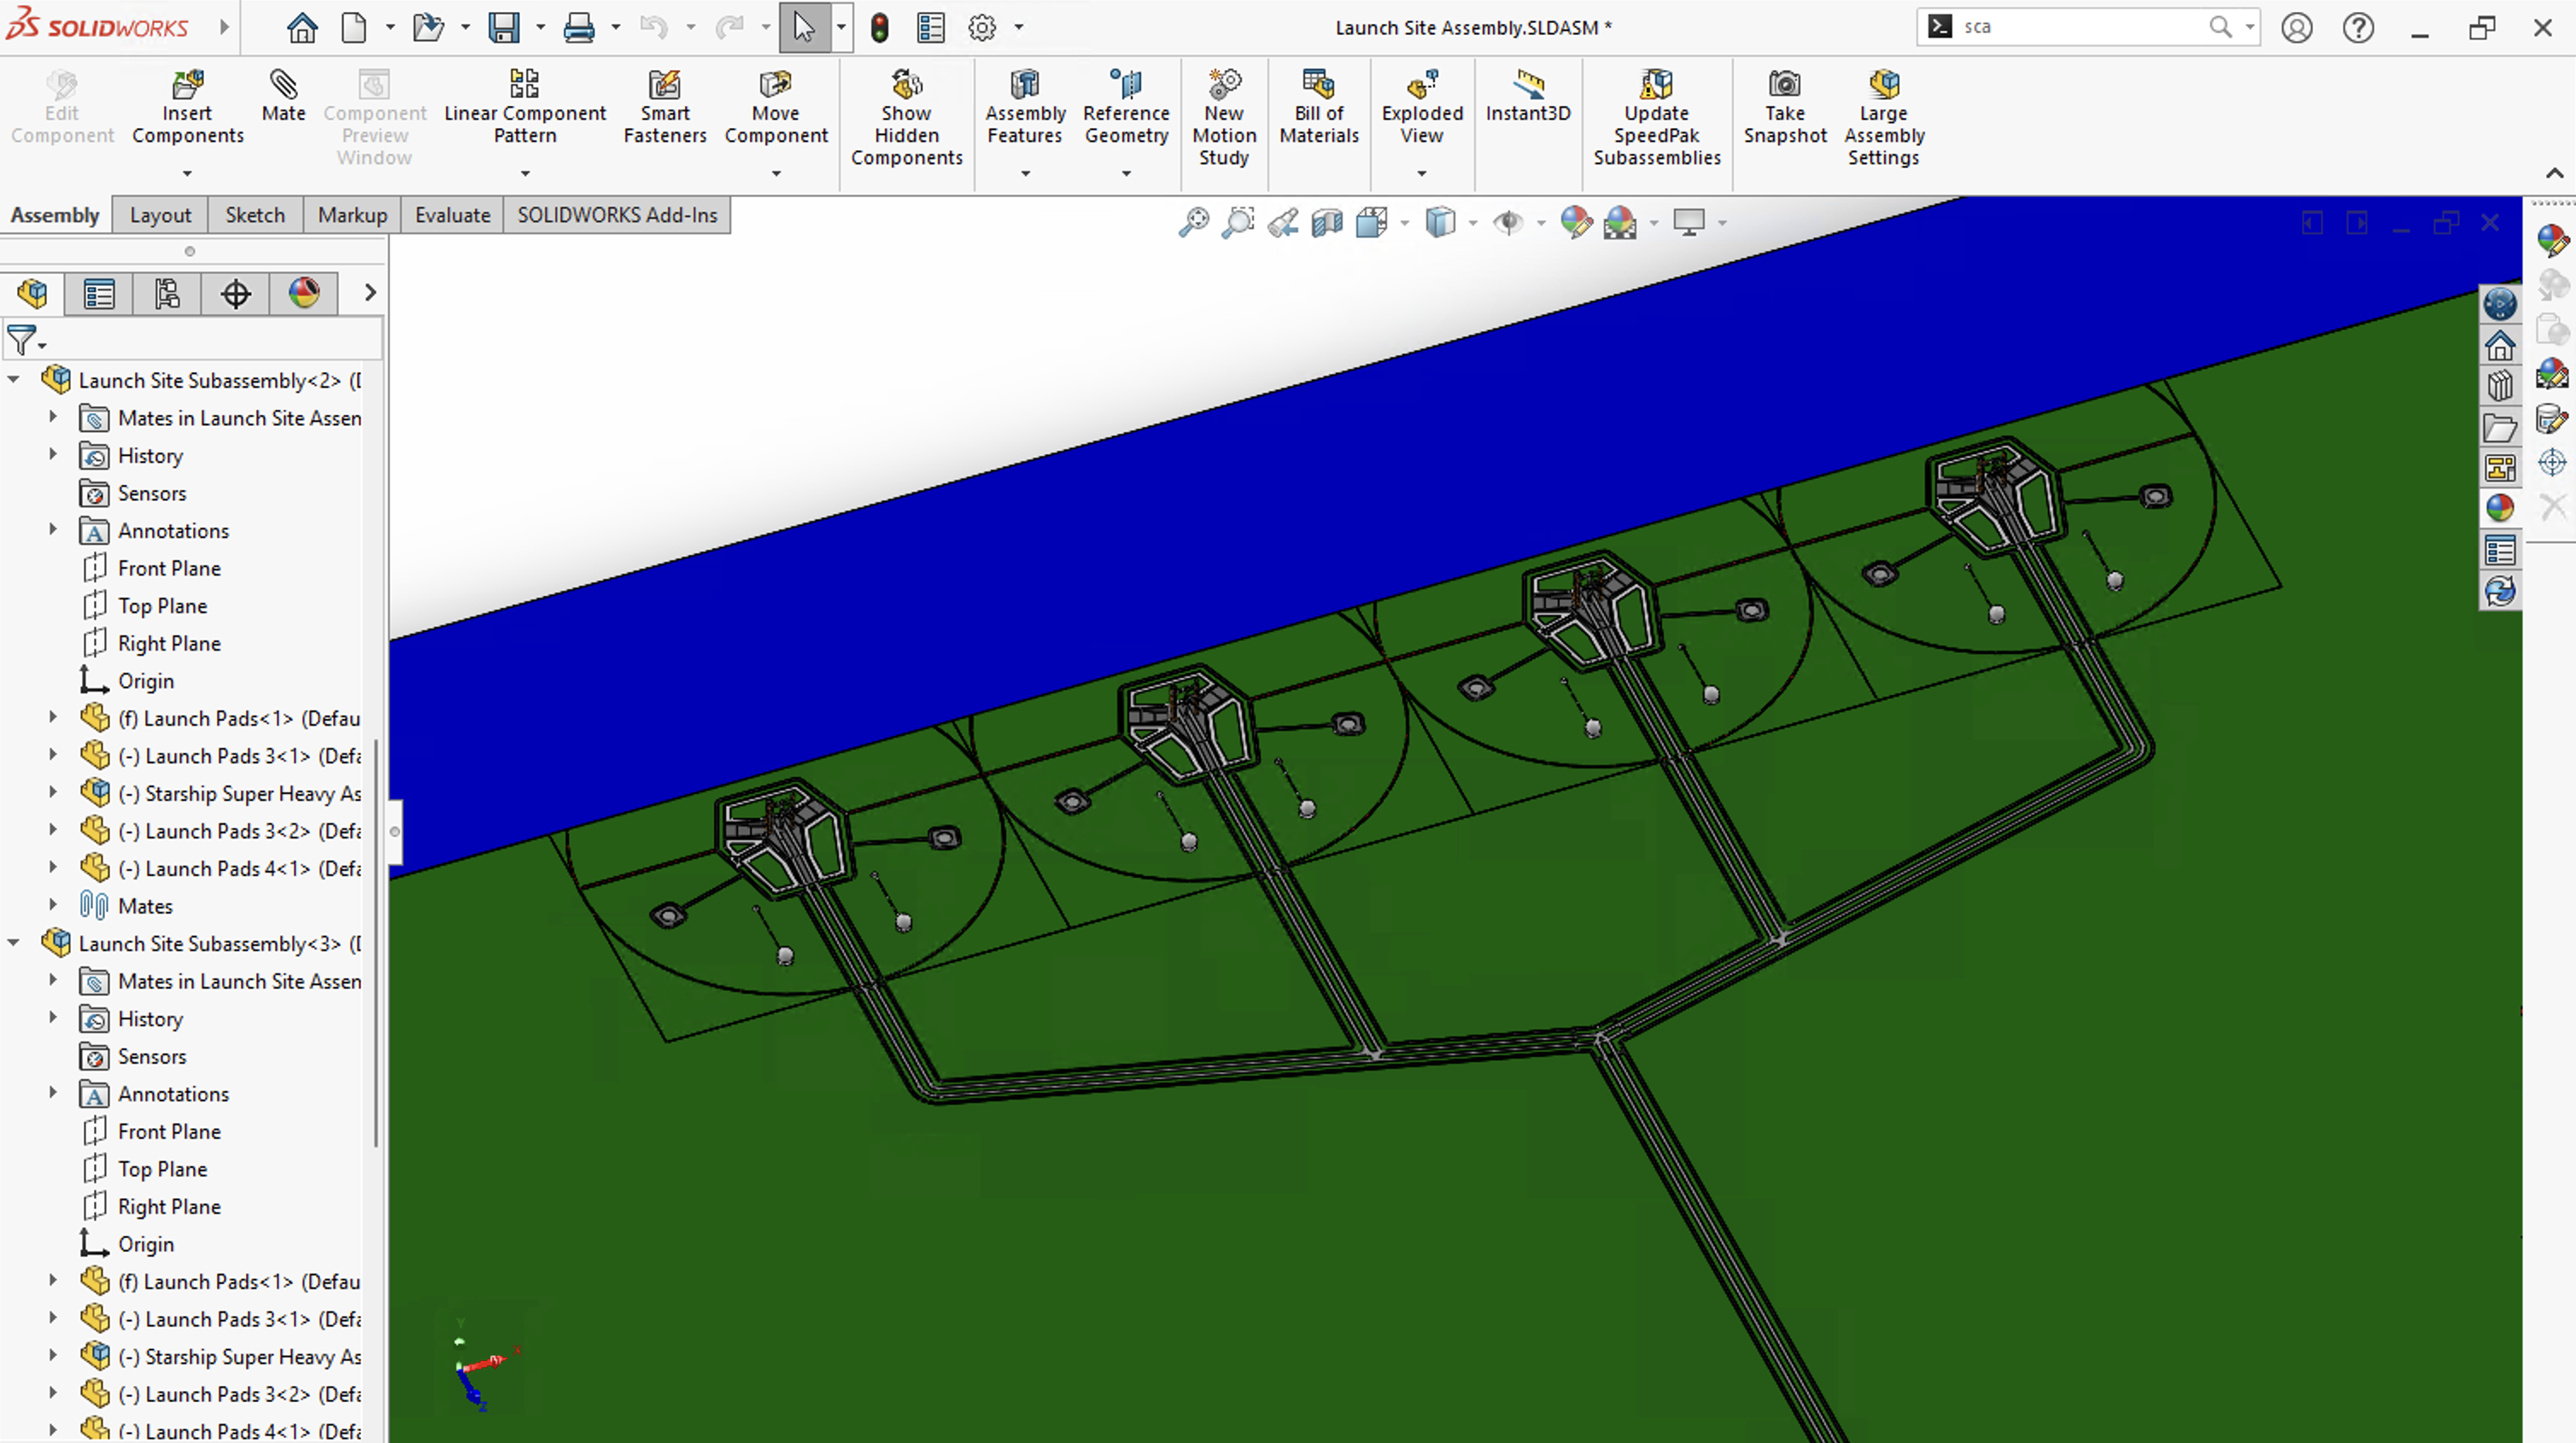 SOLIDWORKS
Launch Site Assembly.SLDASM *
sca
Edit Component
Insert Components
Mate
Component Preview Window
Linear Component Pattern
Smart Fasteners
Move Component
Show Hidden Components
Assembly Features
Reference Geometry
New Motion Study
Bill of Materials
Exploded View
Instant3D
Update SpeedPak Subassemblies
Take Snapshot
Large Assembly Settings
Assembly
Layout
Sketch
Markup
Evaluate
SOLIDWORKS Add-Ins
Launch Site Subassembly<2> (D
Mates in Launch Site Assen
History
Sensors
Annotations
Front Plane
Top Plane
Right Plane
Origin
(f) Launch Pads<1> (Defau
(-) Launch Pads 3<1> (Defa
(-) Starship Super Heavy As
(-) Launch Pads 3<2> (Defa
(-) Launch Pads 4<1> (Defa
Mates
Launch Site Subassembly<3> (D
Mates in Launch Site Assen
History
Sensors
Annotations
Front Plane
Top Plane
Right Plane
Origin
(f) Launch Pads<1> (Defau
(-) Launch Pads 3<1> (Defa
(-) Starship Super Heavy As
(-) Launch Pads 3<2> (Defa
(-) Launch Pads 4<1> (Defa
Y
X
Z